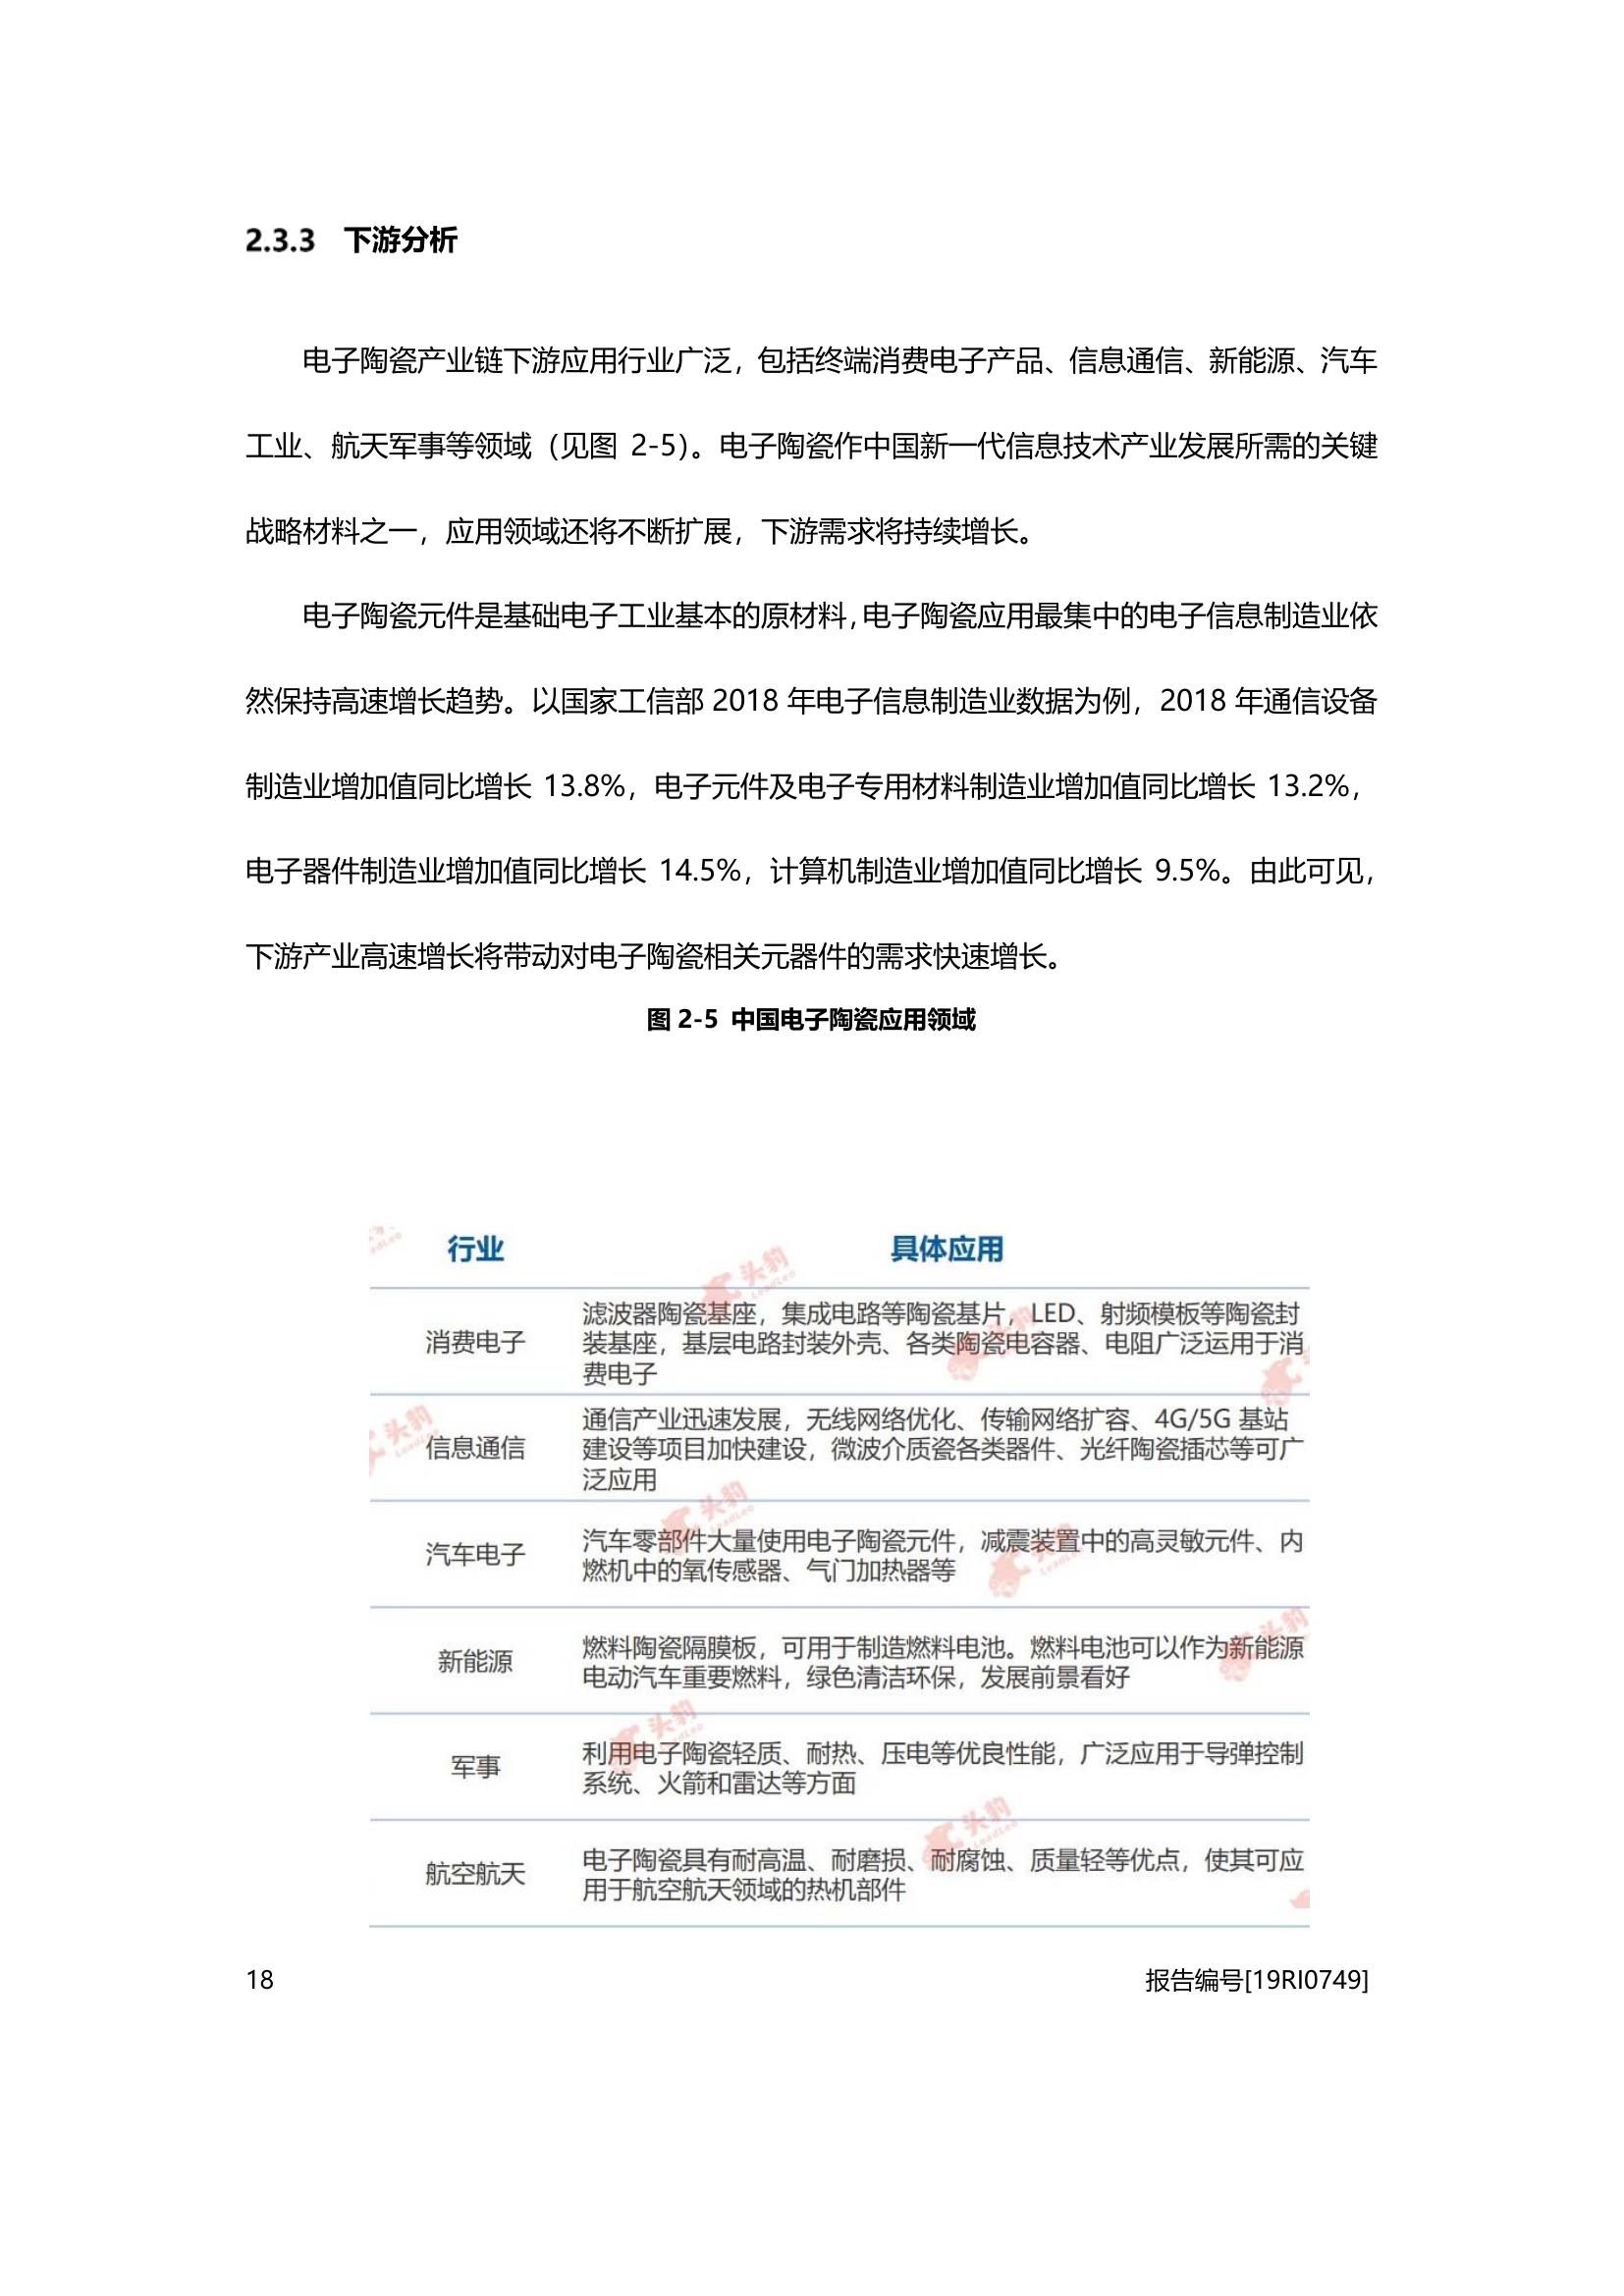 2.3.3 下游分析
电子陶瓷产业链下游应用行业广泛，包括终端消费电子产品、信息通信、新能源、汽车
工业、航天军事等领域（见图 2-5）。电子陶瓷作中国新一代信息技术产业发展所需的关键
战略材料之一，应用领域还将不断扩展，下游需求将持续增长。
电子陶瓷元件是基础电子工业基本的原材料，电子陶瓷应用最集中的电子信息制造业依
然保持高速增长趋势。以国家工信部 2018 年电子信息制造业数据为例，2018 年通信设备
制造业增加值同比增长 13.8%，电子元件及电子专用材料制造业增加值同比增长 13.2%，
电子器件制造业增加值同比增长 14.5%，计算机制造业增加值同比增长 9.5%。由此可见，
下游产业高速增长将带动对电子陶瓷相关元器件的需求快速增长。
图 2-5 中国电子陶瓷应用领域
行业 具体应用
消费电子
滤波器陶瓷基座，集成电路等陶瓷基片，LED、射频模板等陶瓷封
装基座，基层电路封装外壳、各类陶瓷电容器、电阻广泛运用于消
费电子
信息通信
通信产业迅速发展，无线网络优化、传输网络扩容、4G/5G 基站
建设等项目加快建设，微波介质瓷各类器件、光纤陶瓷插芯等可广
泛应用
汽车电子
汽车零部件大量使用电子陶瓷元件，减震装置中的高灵敏元件、内
燃机中的氧传感器、气门加热器等
新能源
燃料陶瓷隔膜板，可用于制造燃料电池。燃料电池可以作为新能源
电动汽车重要燃料，绿色清洁环保，发展前景看好
军事
利用电子陶瓷轻质、耐热、压电等优良性能，广泛应用于导弹控制
系统、火箭和雷达等方面
航空航天
电子陶瓷具有耐高温、耐磨损、耐腐蚀、质量轻等优点，使其可应
用于航空航天领域的热机部件
头豹
LeadLeo
18 报告编号[19RI0749]